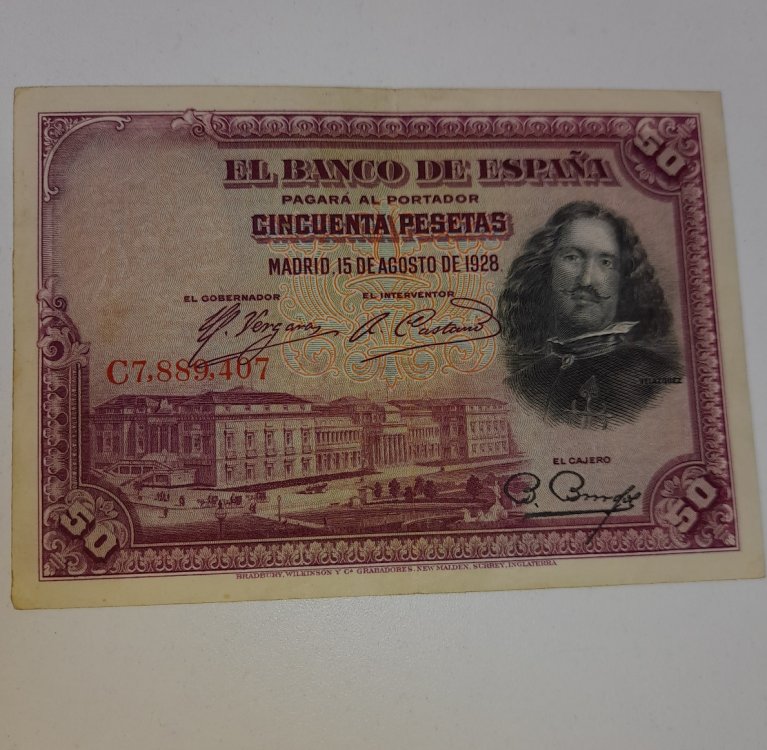 50
EL BANCO DE ESPAÑA
PAGARÁ AL PORTADOR
CINCUENTA PESETAS
MADRID, 15 DE AGOSTO DE 1928
EL GOBERNADOR
EL INTERVENTOR
C7,889,407
VELAZQUEZ
EL CAJERO
50
50
BRADBURY, WILKINSON Y Cª GRABADORES, NEW MALDEN, SURREY, INGLATERRA